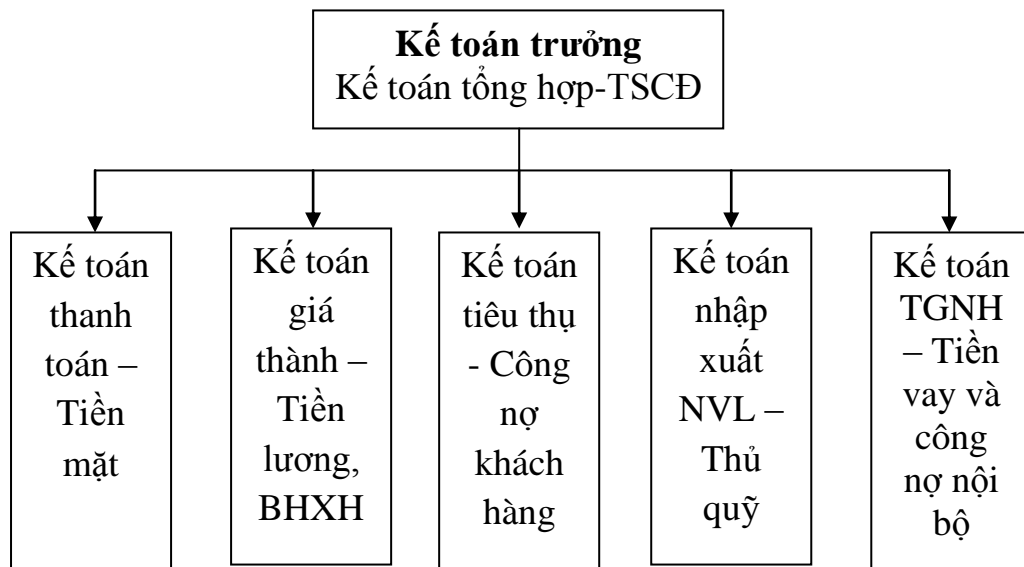 Kế toán trưởng
Kế toán tổng hợp-TSCĐ
Kế toán
thanh
toán –
Tiền
mặt
Kế toán
giá
thành –
Tiền
lương,
BHXH
Kế toán
tiêu thụ
- Công
nợ
khách
hàng
Kế toán
nhập
xuất
NVL –
Thủ
quỹ
Kế toán
TGNH
– Tiền
vay và
công
nợ nội
bộ